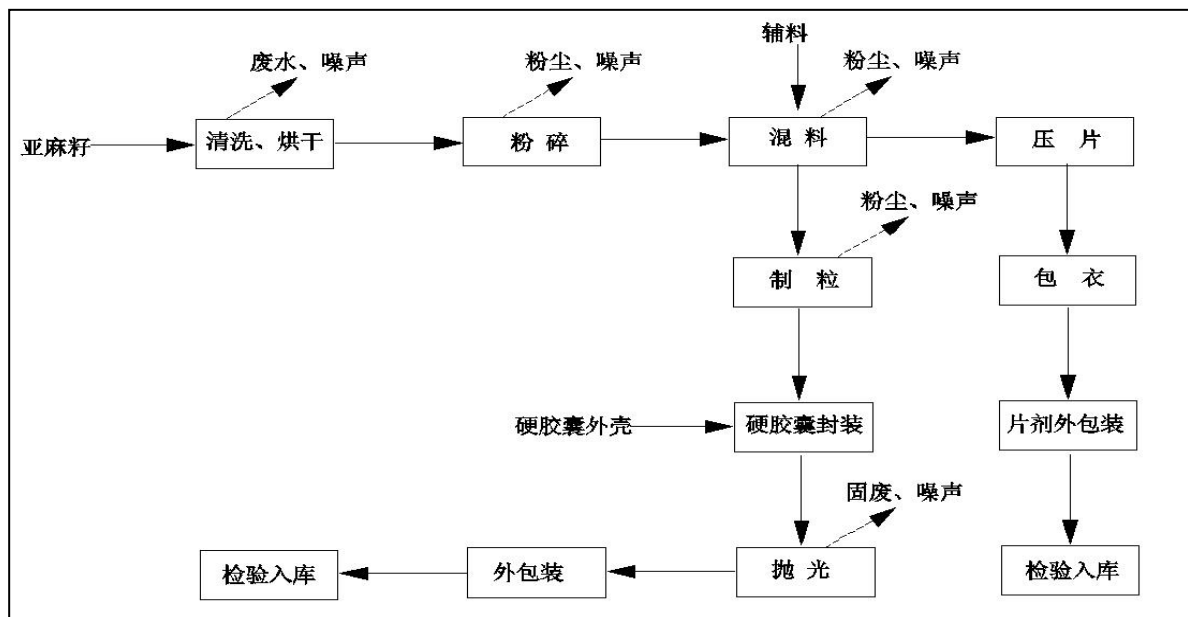 辅料
废水、噪声
粉尘、噪声
粉尘、噪声
亚麻籽
清洗、烘干
粉 碎
混 料
压 片
粉尘、噪声
制 粒
包 衣
硬胶囊外壳
硬胶囊封装
片剂外包装
固废、噪声
检验入库
外包装
抛 光
检验入库